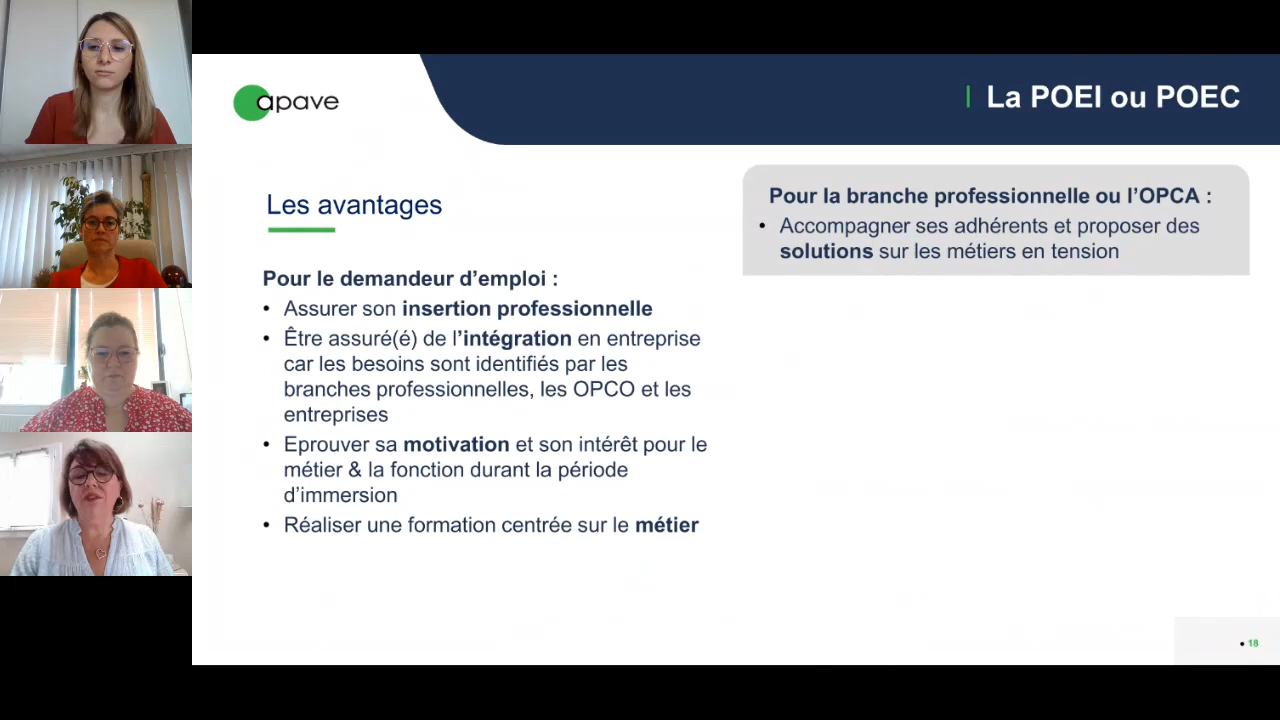 apave
La POEI ou POEC
Les avantages
Pour le demandeur d’emploi :
• Assurer son insertion professionnelle
• Être assuré(é) de l’intégration en entreprise
car les besoins sont identifiés par les
branches professionnelles, les OPCO et les
entreprises
• Eprouver sa motivation et son intérêt pour le
métier & la fonction durant la période
d’immersion
• Réaliser une formation centrée sur le métier
Pour la branche professionnelle ou l’OPCA :
• Accompagner ses adhérents et proposer des
solutions sur les métiers en tension
• 18